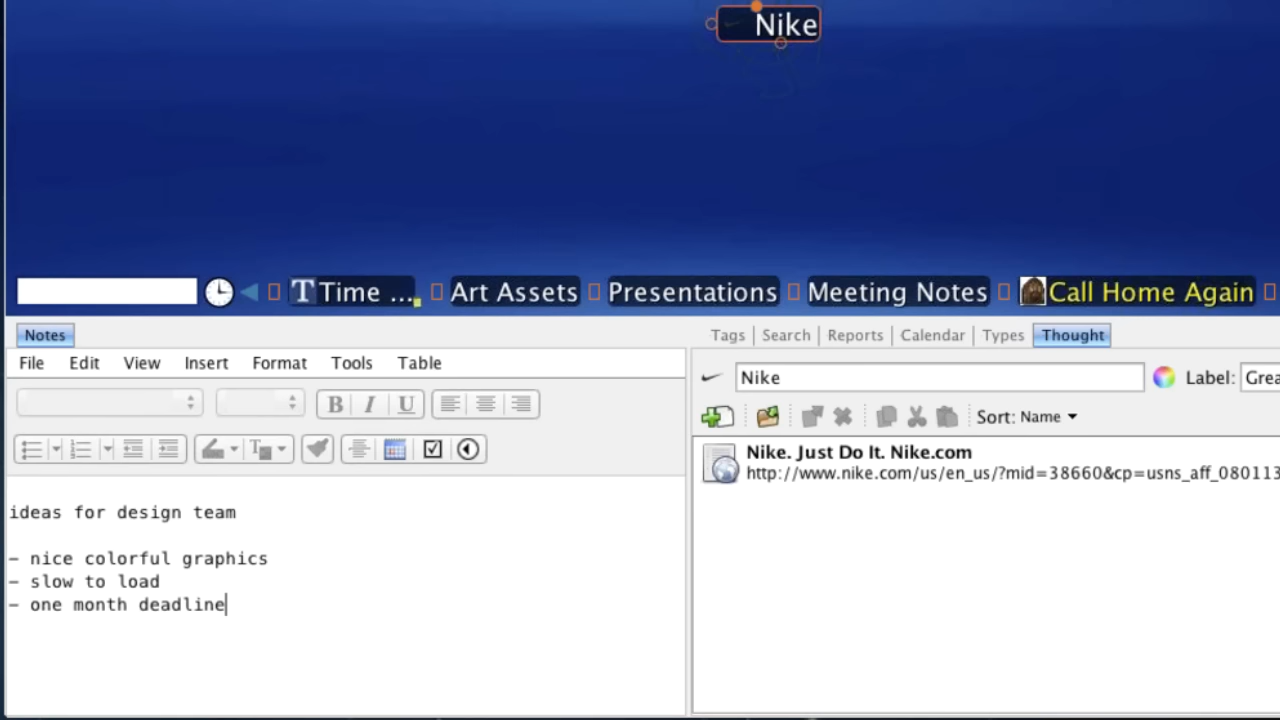 Nike
Time ... Art Assets Presentations Meeting Notes Call Home Again
Notes
Tags Search Reports Calendar Types Thought
File Edit View Insert Format Tools Table
Nike Label: Grea
B I U
Sort: Name
T
Nike. Just Do It. Nike.com
http://www.nike.com/us/en_us/?mid=38660&cp=usns_aff_080113
ideas for design team
- nice colorful graphics
- slow to load
- one month deadline